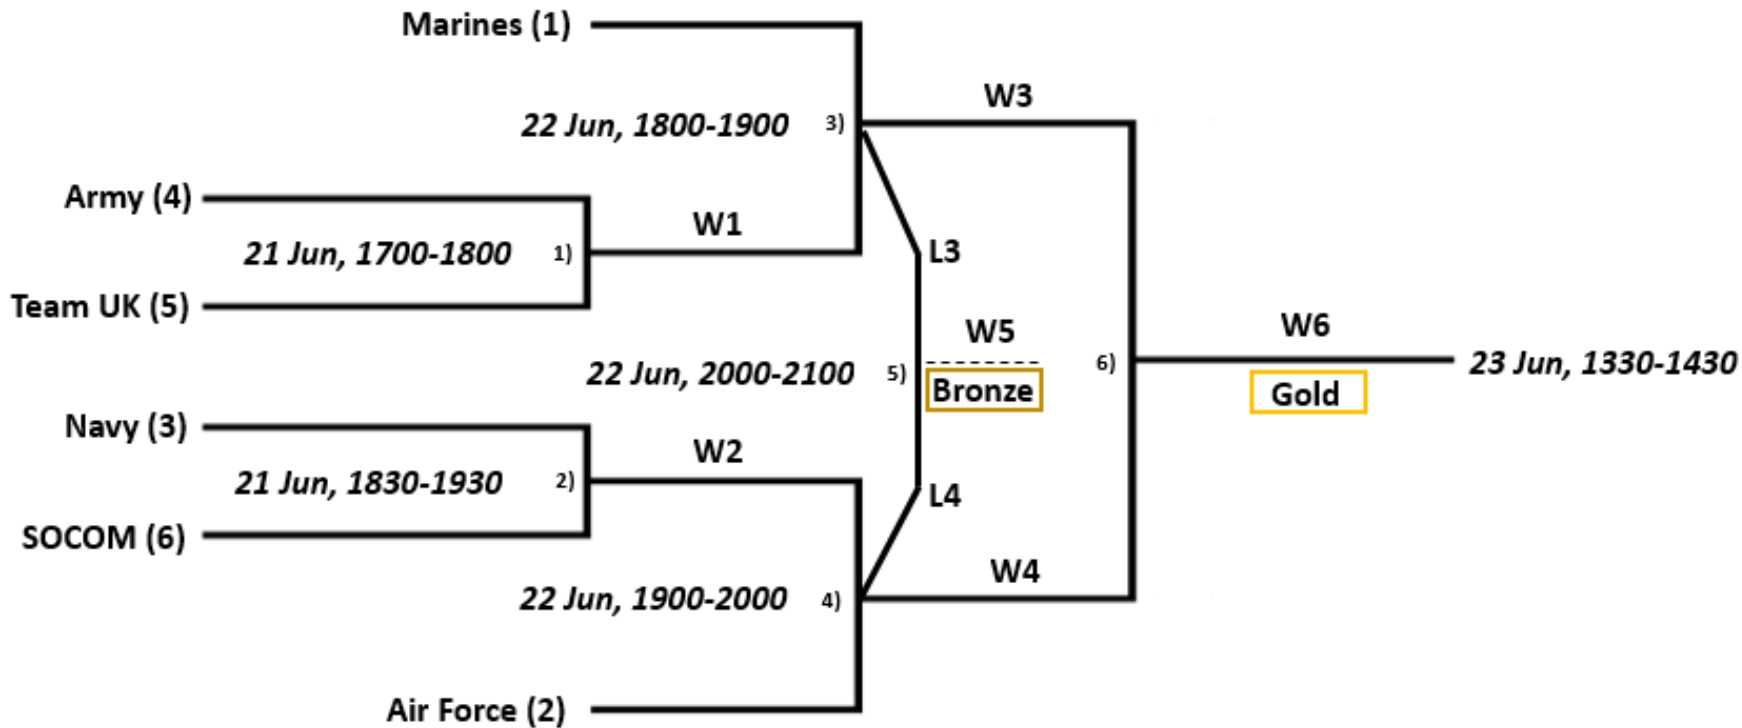 Marines (1)
W3
22 Jun, 1800-1900
3)
Army (4)
W1
21 Jun, 1700-1800
1)
L3
Team UK (5)
W5
W6
22 Jun, 2000-2100
5)
6)
23 Jun, 1330-1430
Bronze
Gold
Navy (3)
W2
21 Jun, 1830-1930
2)
L4
SOCOM (6)
W4
22 Jun, 1900-2000
4)
Air Force (2)